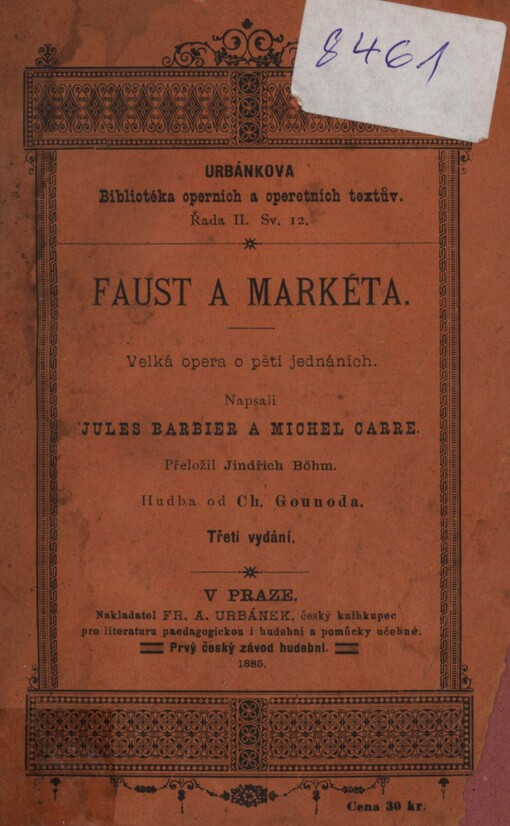 8461
URBÁNKOVA
Bibliotéka operních a operetních textův.
Řada II. Sv. 12.
FAUST A MARKÉTA.
Velká opera o pěti jednáních.
Napsali
JULES BARBIER A MICHEL CARRE.
Přeložil Jindřich Böhm.
Hudba od Ch. Gounoda.
Třetí vydání.
V PRAZE.
Nakladatel FR. A. URBÁNEK, český knihkupec
pro literaturu paedagogickou i hudební a pomůcky učebné.
Prvý český závod hudební.
1885.
Cena 30 kr.